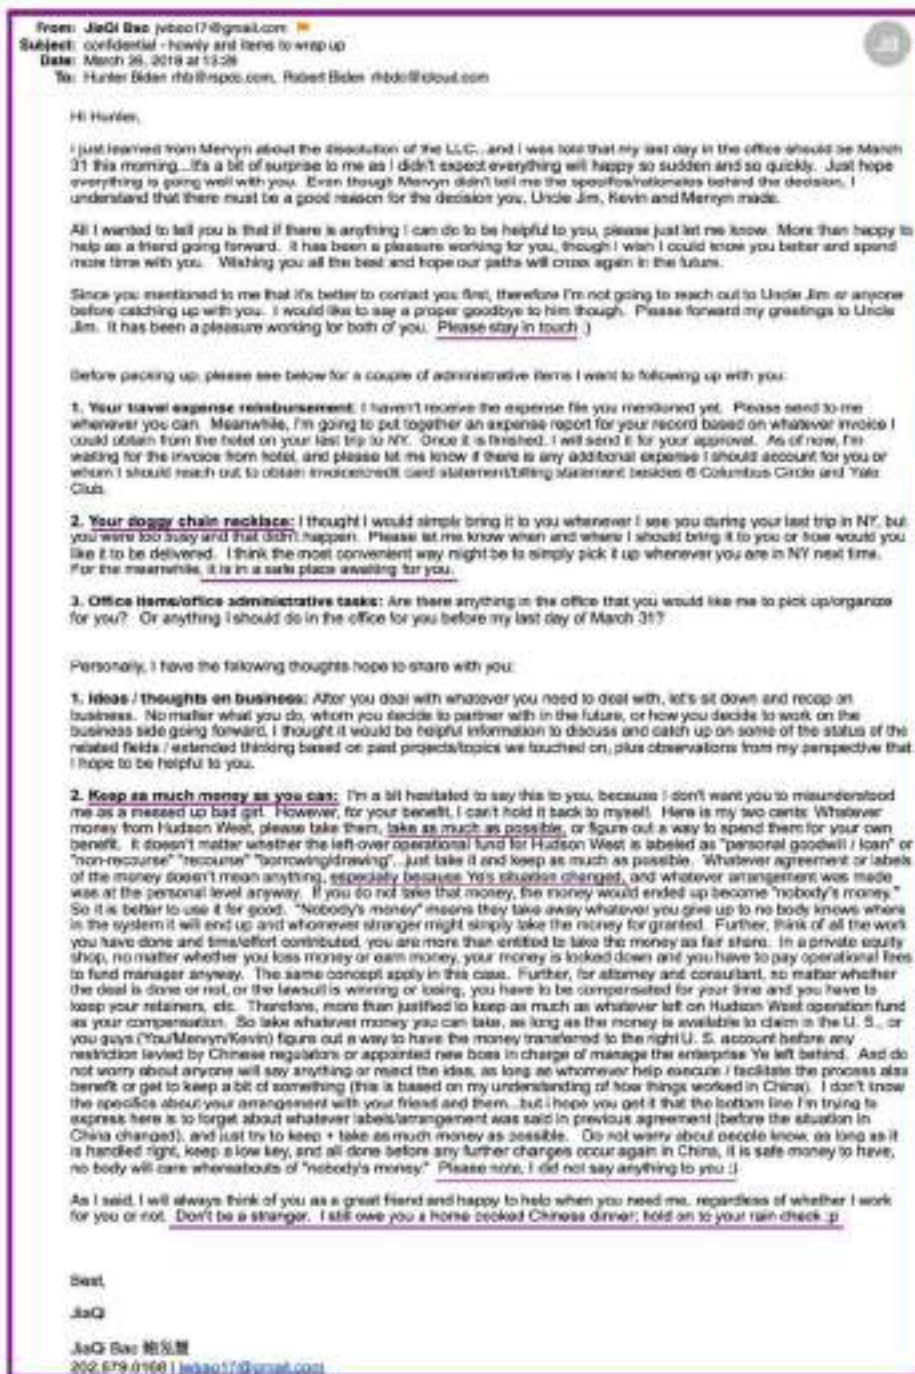 From: JiaQi Bao jwbao17@gmail.com
Subject: confidential - howdy and items to wrap up
Date: March 26, 2018 at 13:28
To: Hunter Biden Robert Biden
Hi Hunter,
I just learned from Mervyn about the dissolution of the LLC...and I was told that my last day in the office should be March
31 this morning...It's a bit of surprise to me as I didn't expect everything will happy so sudden and so quickly. Just hope
everything is going well with you. Even though Mervyn didn't tell me the specifics/rationales behind the decision, I
understand that there must be a good reason for the decision you, Uncle Jim, Kevin and Mervyn made.
All I wanted to tell you is that if there is anything I can do to be helpful to you, please just let me know. More than happy to
help as a friend going forward. It has been a pleasure working for you, though I wish I could know you better and spend
more time with you. Wishing you all the best and hope our paths will cross again in the future.
Since you mentioned to me that it's better to contact you first, therefore I'm not going to reach out to Uncle Jim or anyone
before catching up with you. I would like to say a proper goodbye to him though. Please forward my greetings to Uncle
Jim. It has been a pleasure working for both of you. Please stay in touch :)
Before packing up, please see below for a couple of administrative items I want to following up with you:
1. Your travel expense reimbursement: I haven't receive the expense file you mentioned yet. Please send to me
whenever you can. Meanwhile, I'm going to put together an expense report for your record based on whatever invoice I
could obtain from the hotel on your last trip to NY. Once it is finished, I will send it for your approval. As of now, I'm
waiting for the invoice from hotel, and please let me know if there is any additional expense I should account for you or
whom I should reach out to obtain invoice/credit card statement/billing statement besides 6 Columbus Circle and Yale
Club.
2. Your doggy chain necklace: I thought I would simply bring it to you whenever I see you during your last trip in NY, but
you were too busy and that didn't happen. Please let me know when and where I should bring it to you or how would you
like it to be delivered. I think the most convenient way might be to simply pick it up whenever you are in NY next time.
For the meanwhile, it is in a safe place awaiting for you.
3. Office items/office administrative tasks: Are there anything in the office that you would like me to pick up/organize
for you? Or anything I should do in the office for you before my last day of March 31?
Personally, I have the following thoughts hope to share with you:
1. Ideas / thoughts on business: After you deal with whatever you need to deal with, let's sit down and recap on
business. No matter what you do, whom you decide to partner with in the future, or how you decide to work on the
business side going forward, I thought it would be helpful information to discuss and catch up on some of the status of the
related fields / extended thinking based on past projects/topics we touched on, plus observations from my perspective that
I hope to be helpful to you.
2. Keep as much money as you can: I'm a bit hesitated to say this to you, because I don't want you to misunderstood
me as a messed up bad girl. However, for your benefit, I can't hold it back to myself. Here is my two cents: Whatever
money from Hudson West, please take them, take as much as possible, or figure out a way to spend them for your own
benefit. It doesn't matter whether the left-over operational fund for Hudson West is labeled as "personal goodwill / loan" or
"non-recourse" "recourse" "borrowing/drawing"...just take it and keep as much as possible. Whatever agreement or labels
of the money doesn't mean anything, especially because Ye's situation changed, and whatever arrangement was made
was at the personal level anyway. If you do not take that money, the money would ended up become "nobody's money."
So it is better to use it for good. "Nobody's money" means they take away whatever you give up to no body knows where
in the system it will end up and whomever stranger might simply take the money for granted. Further, think of all the work
you have done and time/effort contributed, you are more than entitled to take the money as fair share. In a private equity
shop, no matter whether you loss money or earn money, your money is locked down and you have to pay operational fees
to fund manager anyway. The same concept apply in this case. Further, for attorney and consultant, no matter whether
the deal is done or not, or the lawsuit is winning or losing, you have to be compensated for your time and you have to
keep your retainers, etc. Therefore, more than justified to keep as much as whatever left on Hudson West operation fund
as your compensation. So take whatever money you can take, as long as the money is available to claim in the U. S., or
you guys (You/Mervyn/Kevin) figure out a way to have the money transferred to the right U. S. account before any
restriction levied by Chinese regulators or appointed new boss in charge of manage the enterprise Ye left behind. And do
not worry about anyone will say anything or reject the idea, as long as whomever help execute / facilitate the process also
benefit or get to keep a bit of something (this is based on my understanding of how things worked in China). I don't know
the specifics about your arrangement with your friend and them...but i hope you get it that the bottom line I'm trying to
express here is to forget about whatever labels/arrangement was said in previous agreement (before the situation in
China changed), and just try to keep + take as much money as possible. Do not worry about people know, as long as it
is handled right, keep a low key, and all done before any further changes occur again in China, it is safe money to have,
no body will care whereabouts of "nobody's money." Please note, I did not say anything to you :)
As I said, I will always think of you as a great friend and happy to help when you need me, regardless of whether I work
for you or not. Don't be a stranger. I still owe you a home cooked Chinese dinner; hold on to your rain check :p
Best,
JiaQi
JiaQi Bao
202.679.0168 | jwbao17@gmail.com